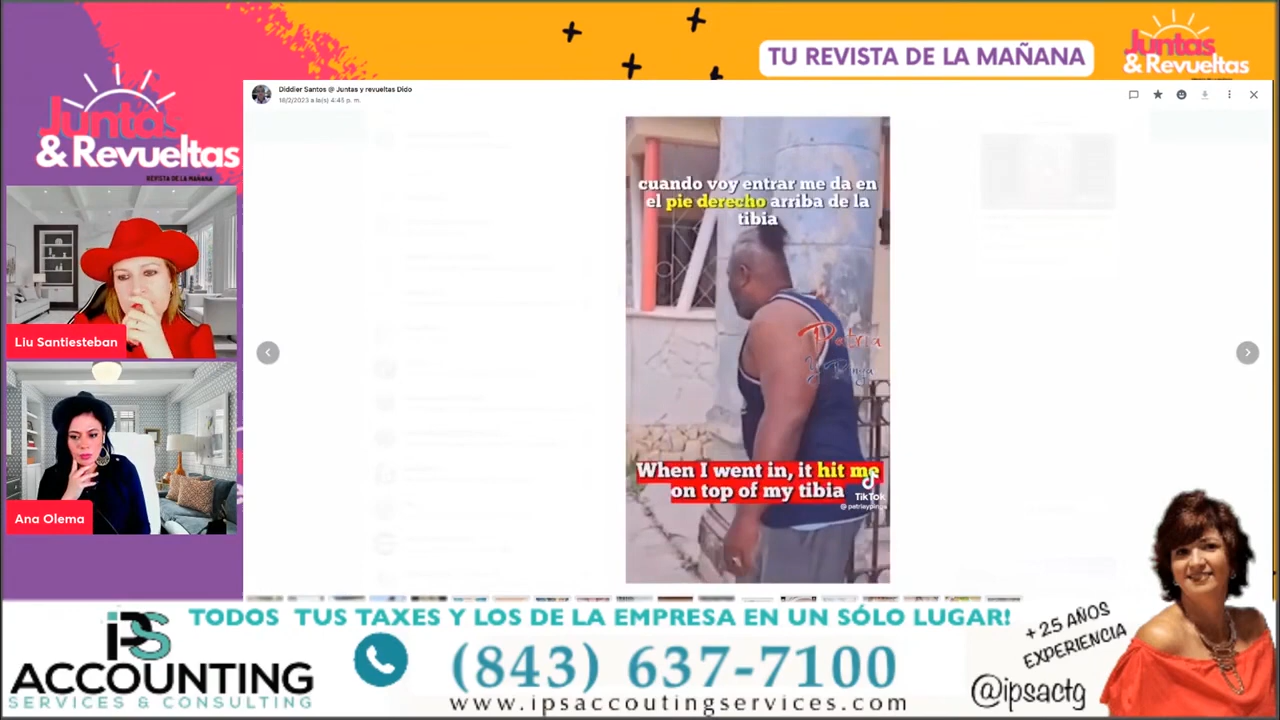 TU REVISTA DE LA MAÑANA
Juntas
& Revueltas
Juntas
& Revueltas
REVISTA DE LA MAÑANA
Diddier Santos @ Juntas y revueltas Dido
16/2/2023 a la(s) 4:45 p. m.
cuando voy entrar me da en
el pie derecho arriba de la
tibia
Patria
y Pinga
When I went in, it hit me
on top of my tibia
TikTok
@patriaypinga
Liu Santiesteban
Ana Olema
TODOS TUS TAXES Y LOS DE LA EMPRESA EN UN SÓLO LUGAR!
iPS
ACCOUNTING
SERVICES & CONSULTING
(843) 637-7100
www.ipsaccoutingservices.com
+ 25 AÑOS
EXPERIENCIA
@ipsactg